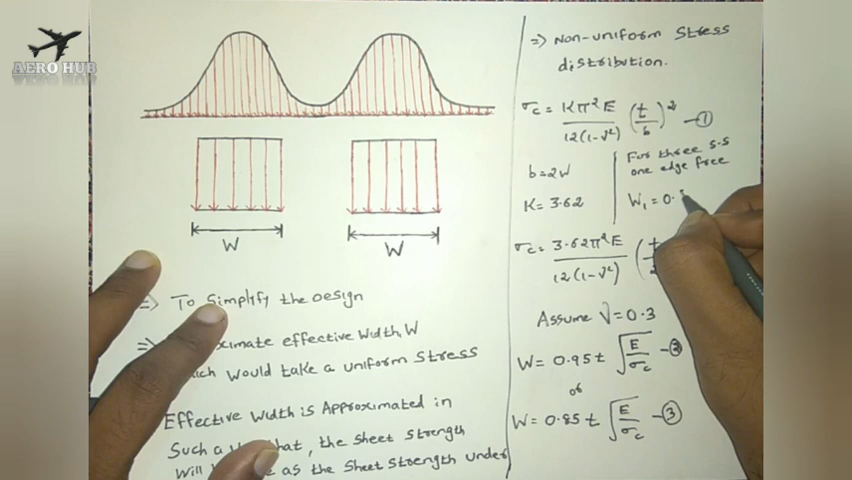 AERO HUB
W
W
=> To Simplify the Design
=> effective Width, W
would take a uniform Stress
Effective Width is Approximated in
Such a that, the Sheet Strength
Will as the Sheet Strength under
=> Non-uniform Stress
distribution.
σc = Kπ²E / 12(1-ν²) (t/b)² —①
b = 2W
K = 3.62
For three S.S
one edge free
W₁ = 0.
σc = 3.62π²E / 12(1-ν²) (t/
Assume ν = 0.3
W = 0.95 t √(E/σc) —②
or
W = 0.85 t √(E/σc) —③